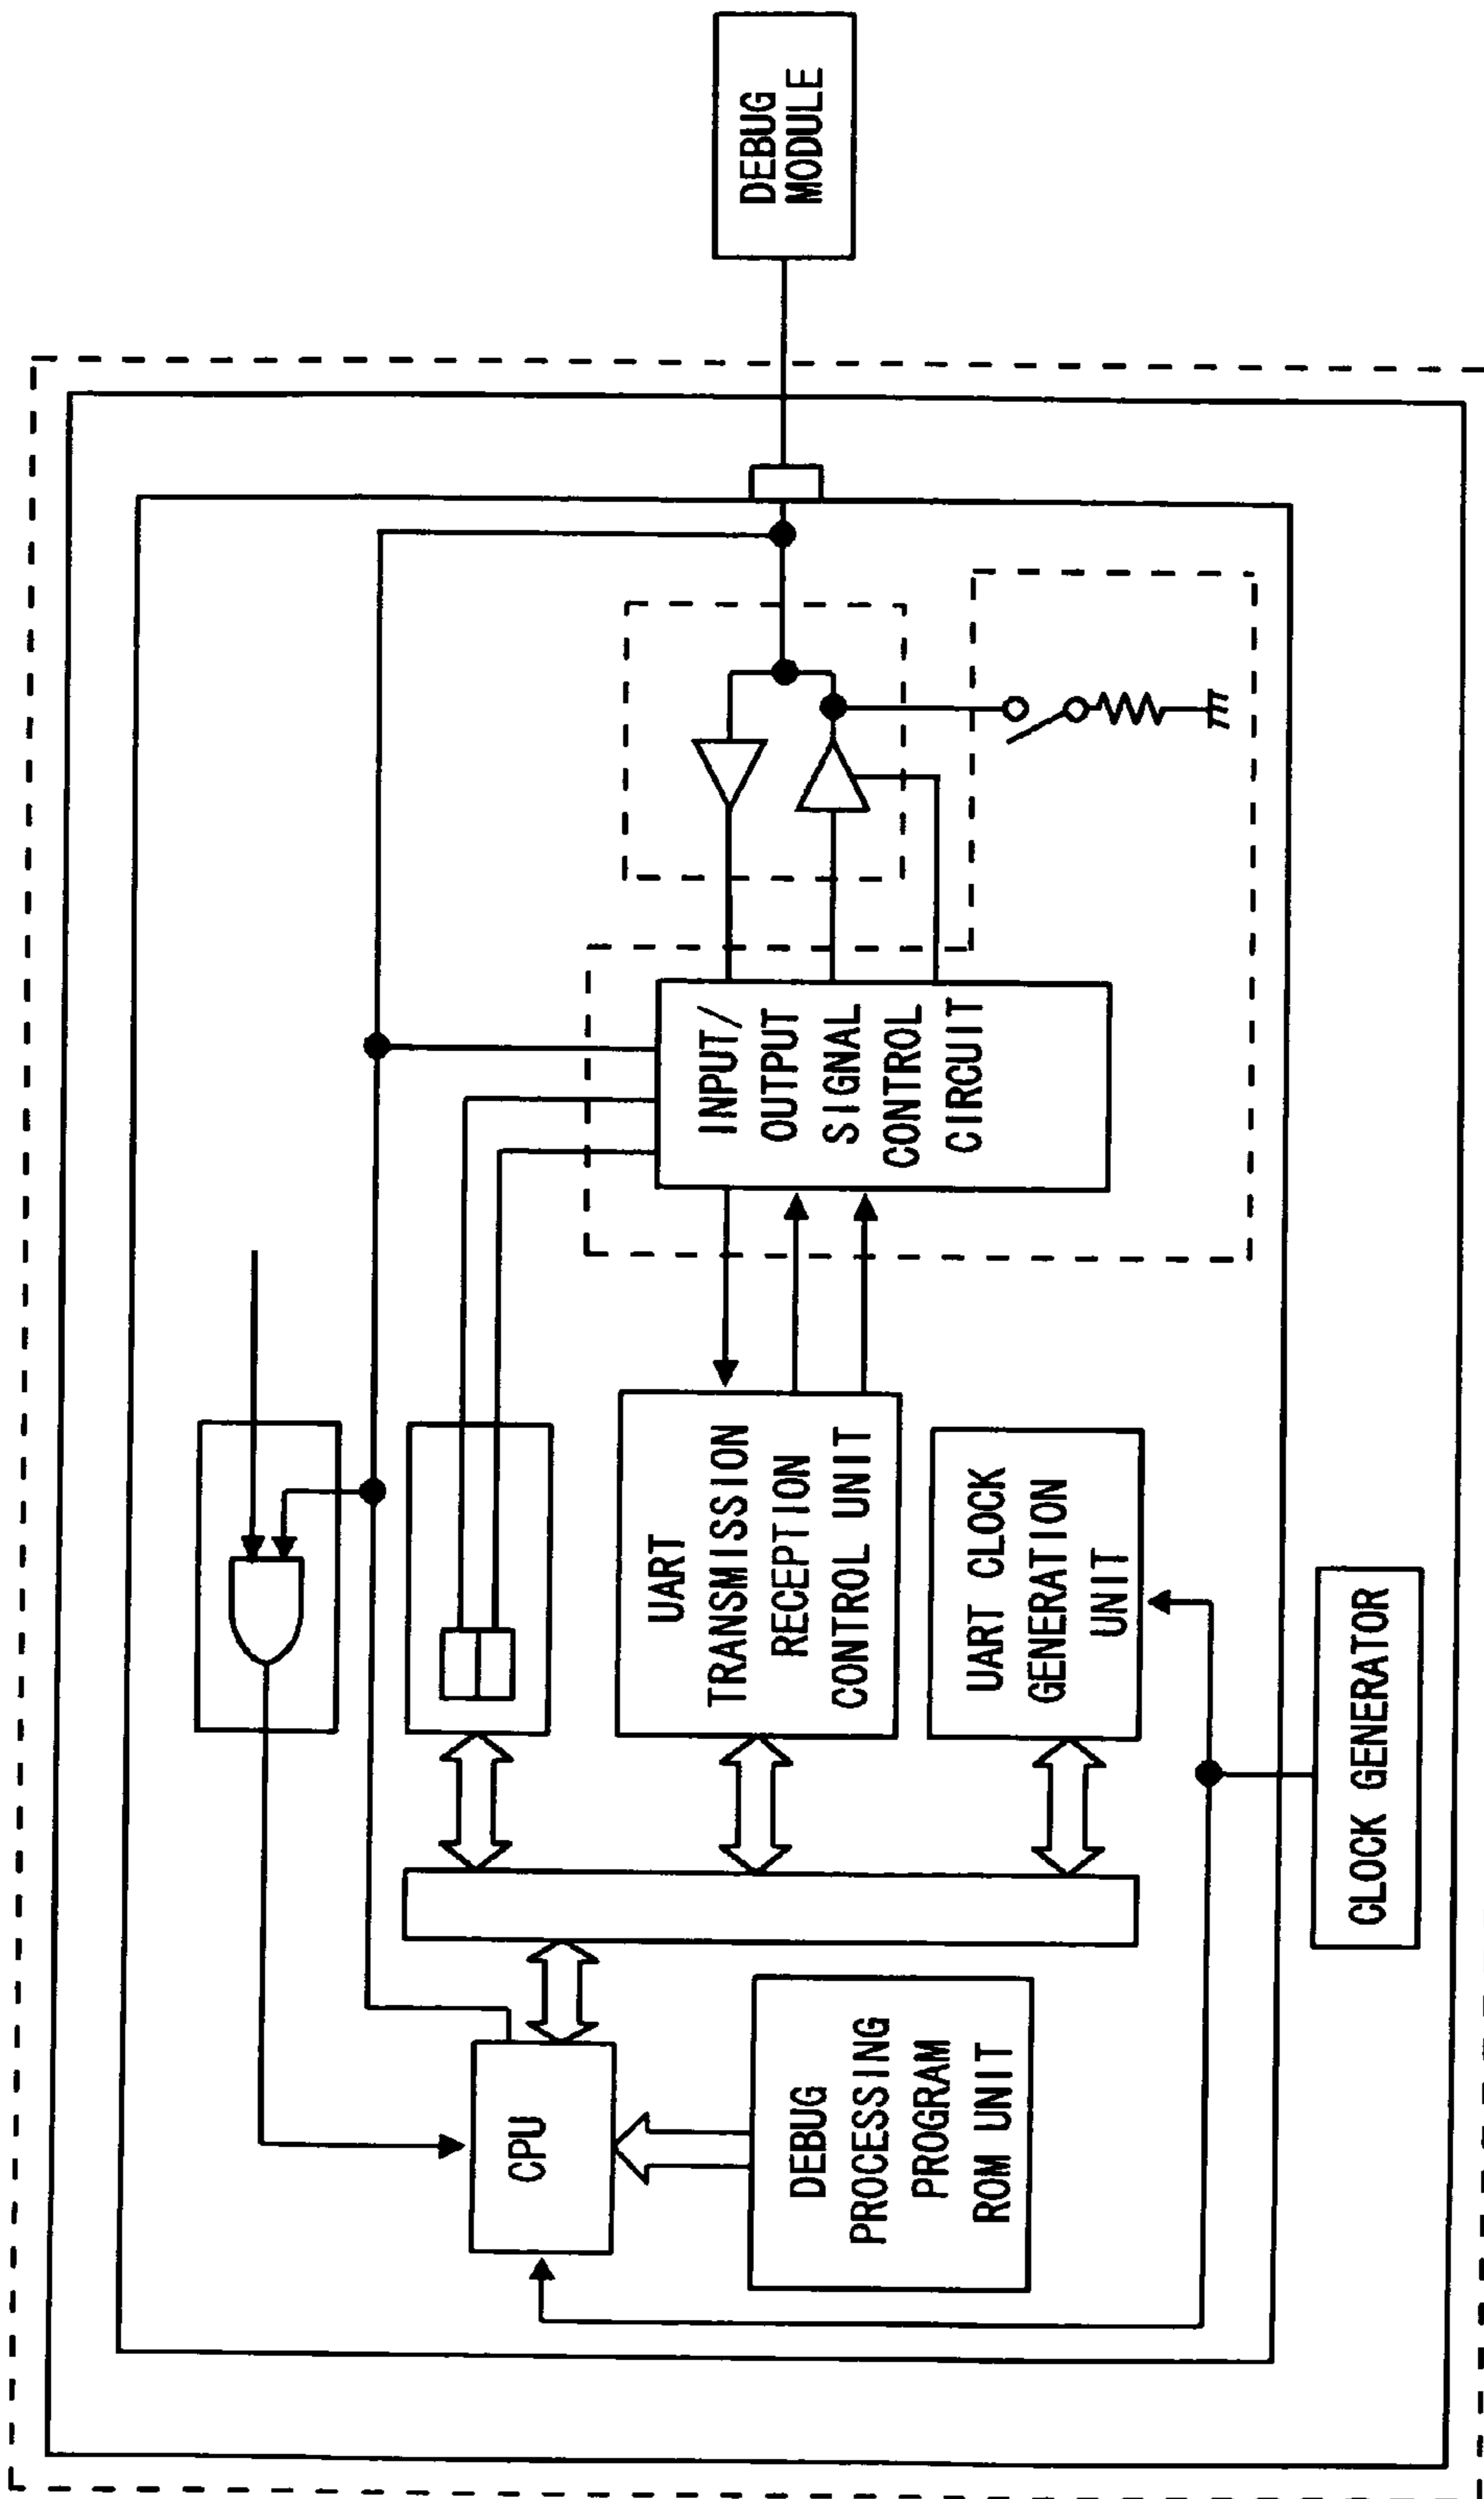 DEBUG
MODULE
INPUT/
OUTPUT
SIGNAL
CONTROL
CIRCUIT
UART
TRANSMISSION
RECEPTION
CONTROL UNIT
UART CLOCK
GENERATION
UNIT
CLOCK GENERATOR
CPU
DEBUG
PROCESSING
PROGRAM
ROM UNIT